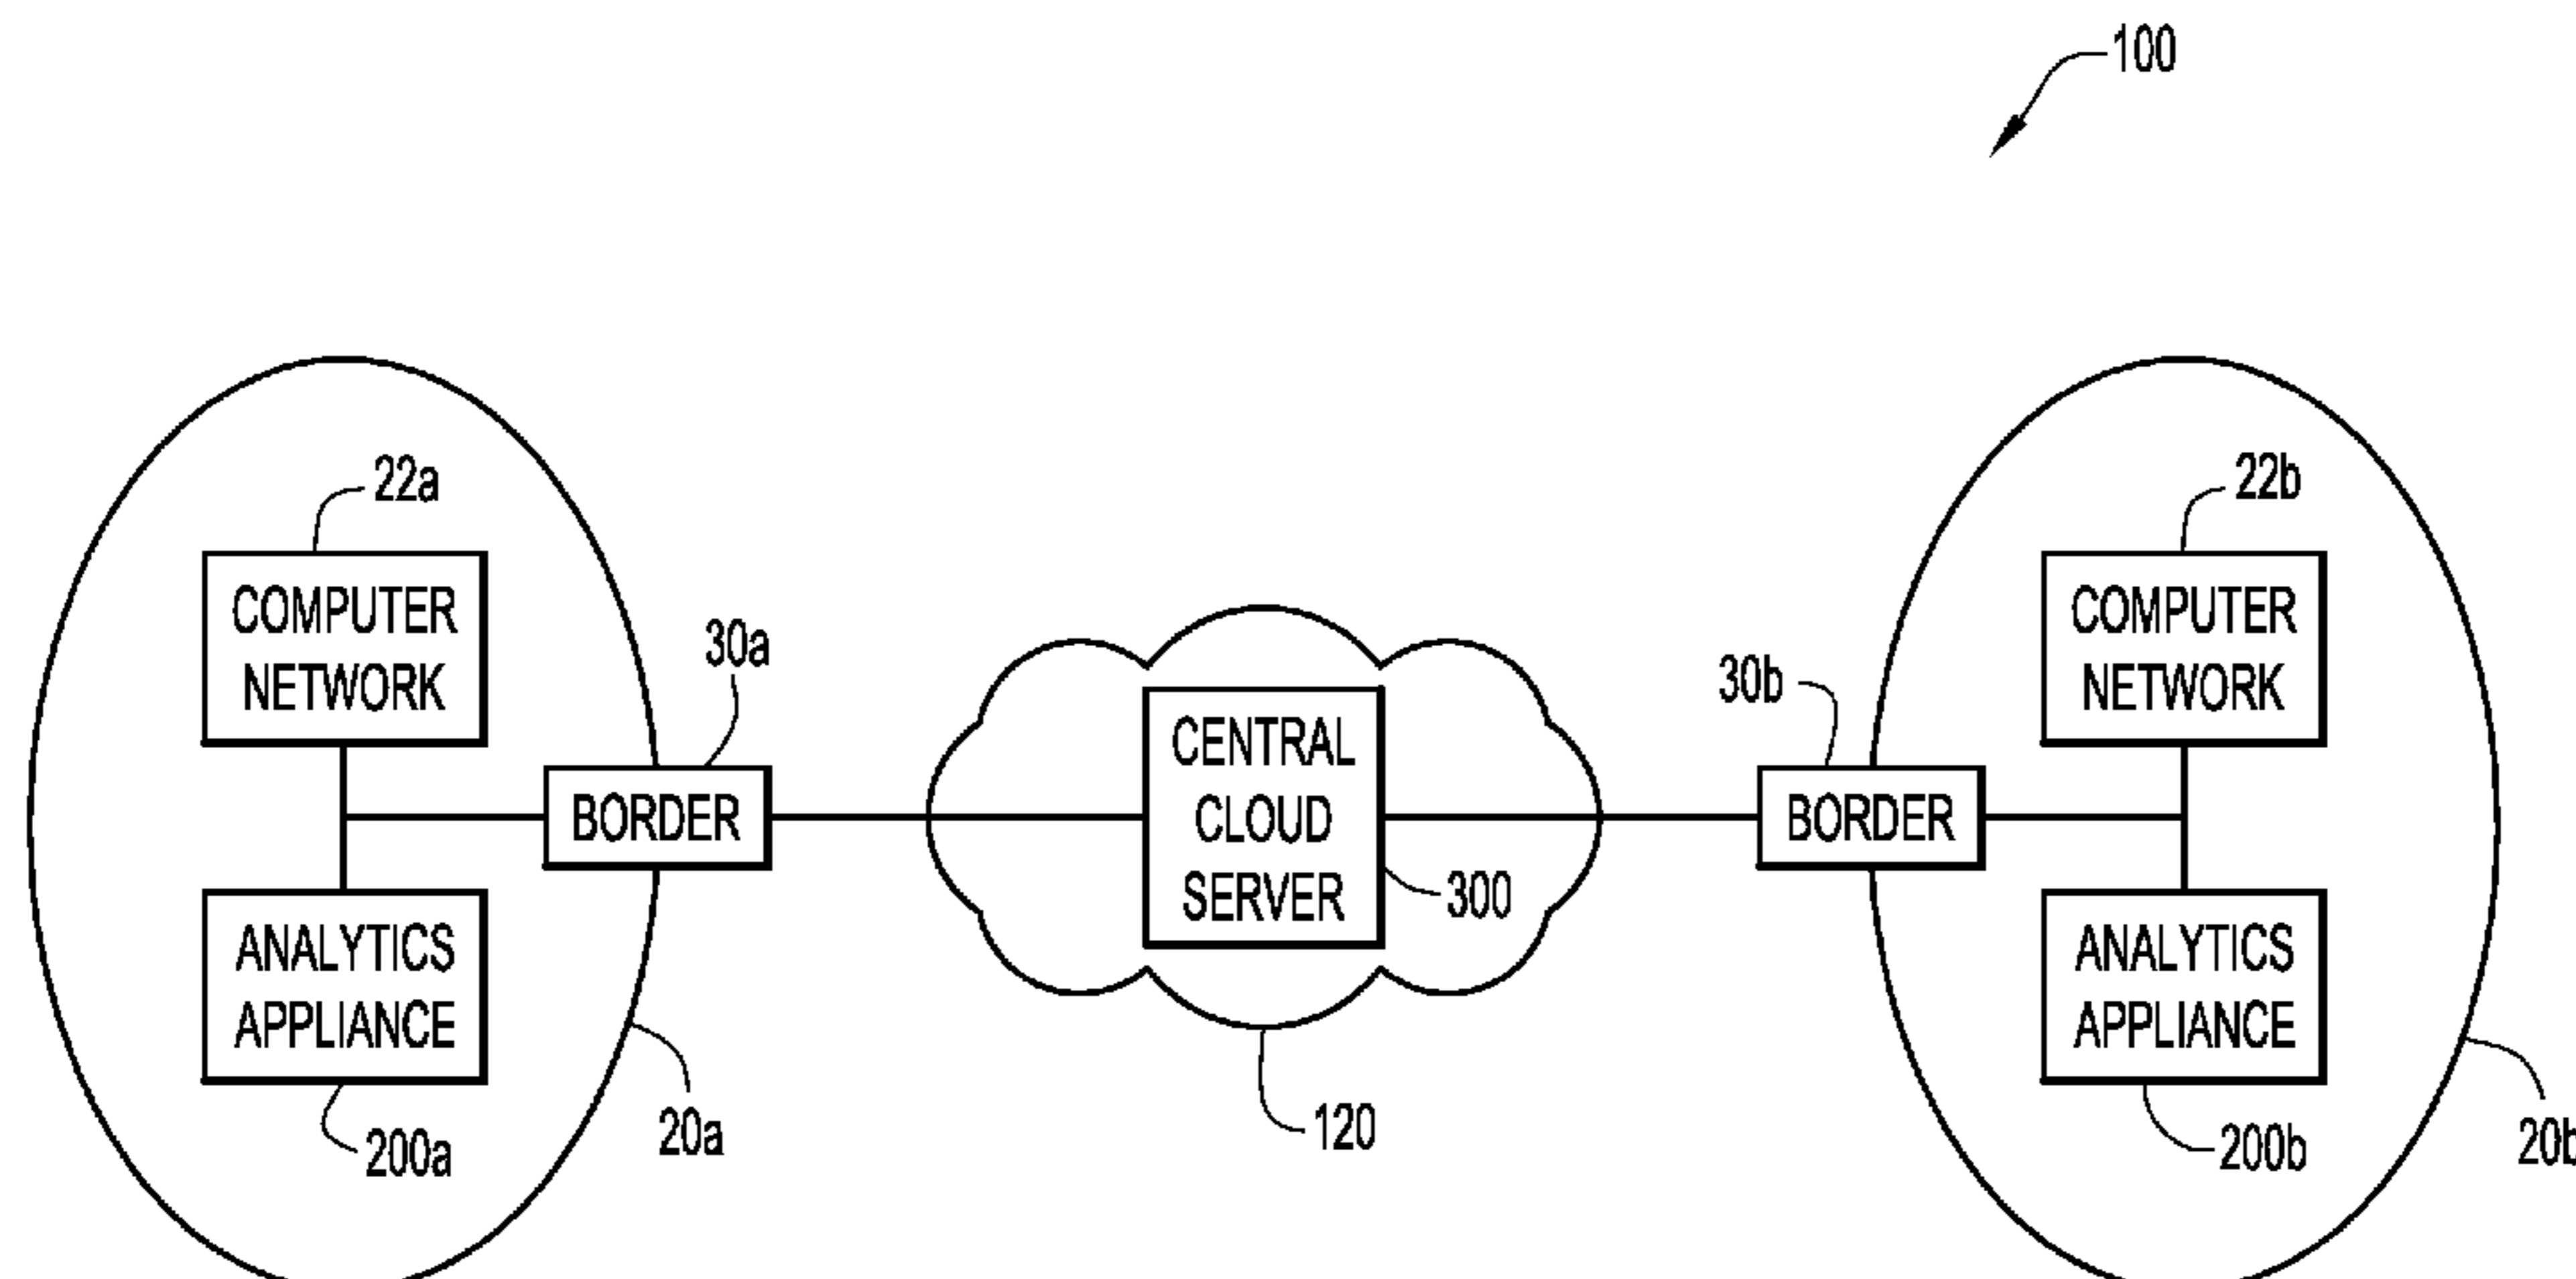 100
22a
COMPUTER
NETWORK
30a
BORDER
ANALYTICS
APPLIANCE
200a
20a
CENTRAL
CLOUD
SERVER
300
120
22b
COMPUTER
NETWORK
30b
BORDER
ANALYTICS
APPLIANCE
200b
20b